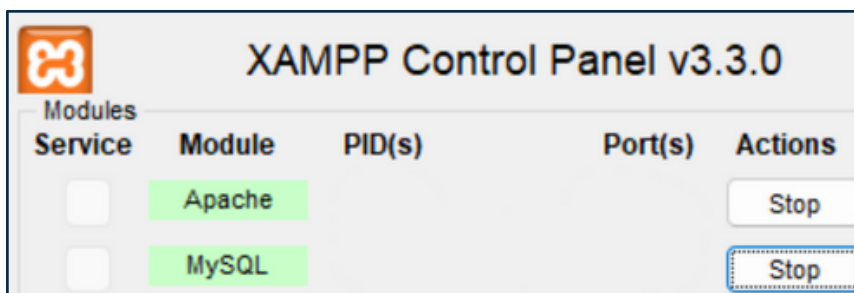 XAMPP Control Panel v3.3.0
Modules
Service Module PID(s) Port(s) Actions
Apache Stop
MySQL Stop